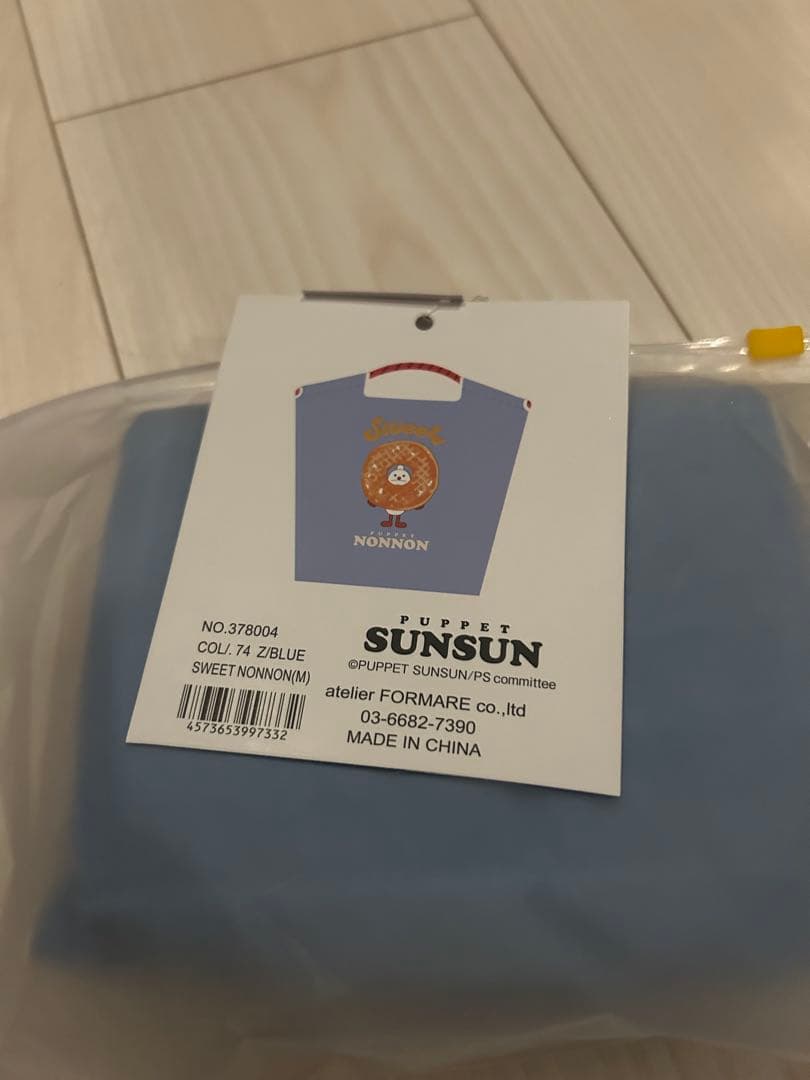 Sweet
PUPPET
NONNON
NO.378004
COL/. 74 Z/BLUE
SWEET NONNON(M)
4573653997332
PUPPET
SUNSUN
©PUPPET SUNSUN/PS committee
atelier FORMARE co.,ltd
03-6682-7390
MADE IN CHINA